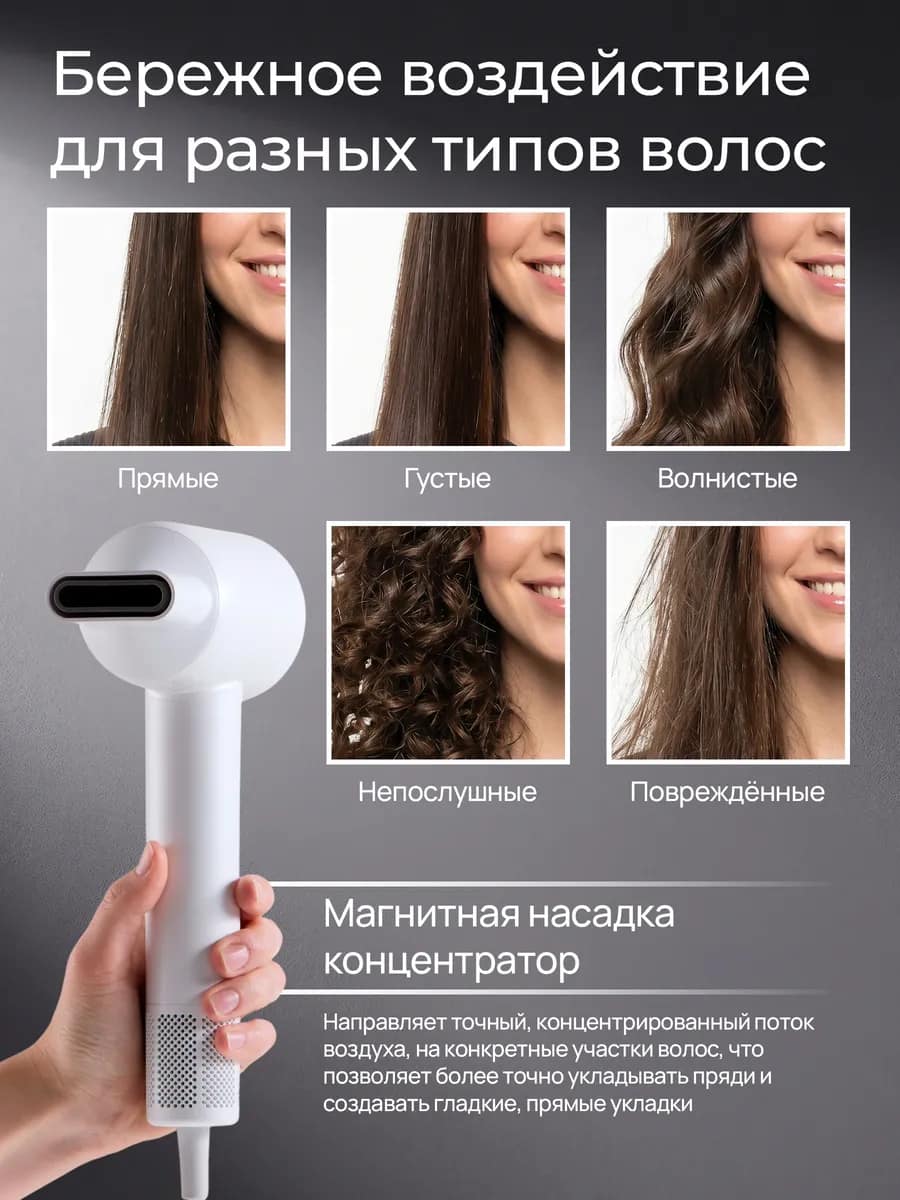 Бережное воздействие
для разных типов волос
Прямые
Густые
Волнистые
Непослушные
Повреждённые
Магнитная насадка
концентратор
Направляет точный, концентрированный поток
воздуха, на конкретные участки волос, что
позволяет более точно укладывать пряди и
создавать гладкие, прямые укладки